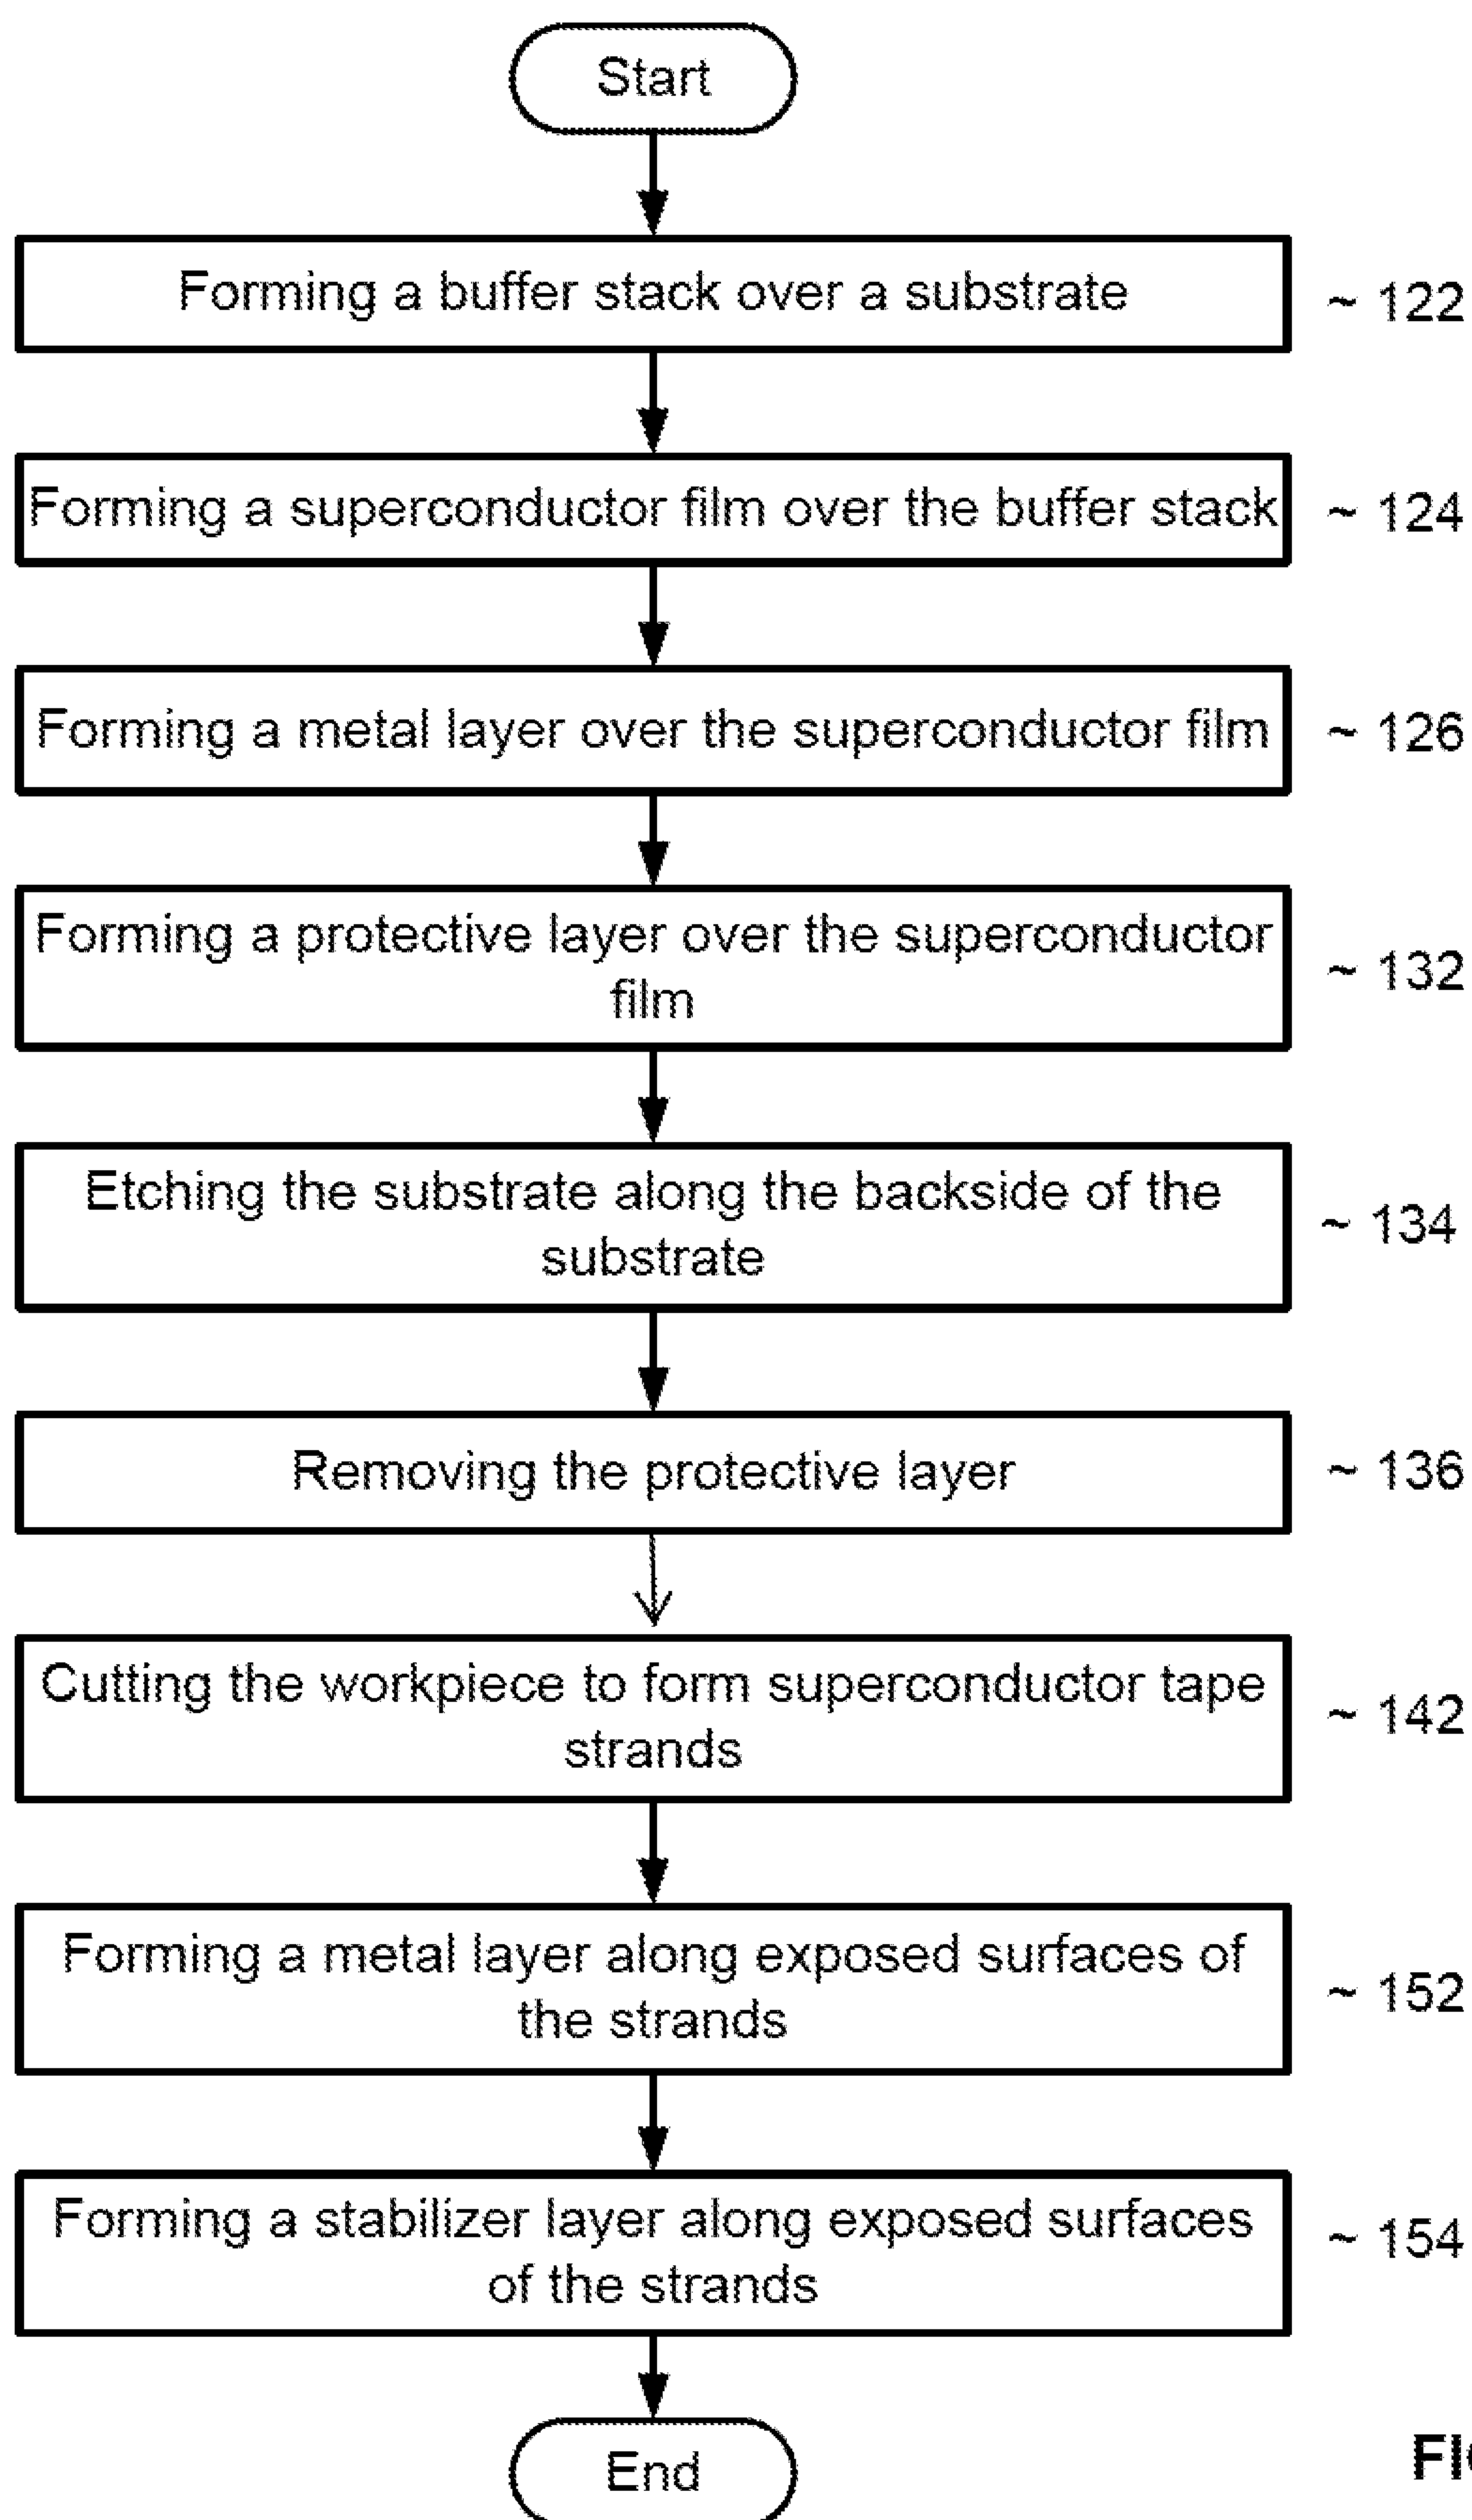 Start
Forming a buffer stack over a substrate
~ 122
Forming a superconductor film over the buffer stack
~ 124
Forming a metal layer over the superconductor film
~ 126
Forming a protective layer over the superconductor
film
~ 132
Etching the substrate along the backside of the
substrate
~ 134
Removing the protective layer
~ 136
Cutting the workpiece to form superconductor tape
strands
~ 142
Forming a metal layer along exposed surfaces of
the strands
~ 152
Forming a stabilizer layer along exposed surfaces
of the strands
~ 154
End